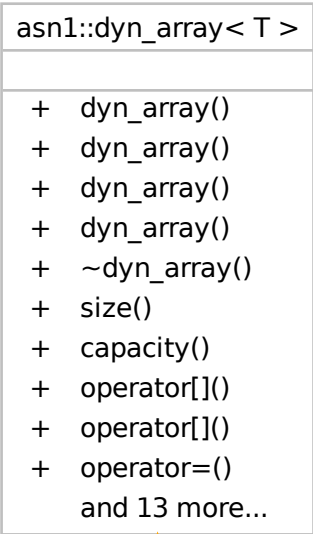 asn1::dyn_array< T >
+ dyn_array()
+ dyn_array()
+ dyn_array()
+ dyn_array()
+ ~dyn_array()
+ size()
+ capacity()
+ operator[]()
+ operator[]()
+ operator=()
and 13 more...